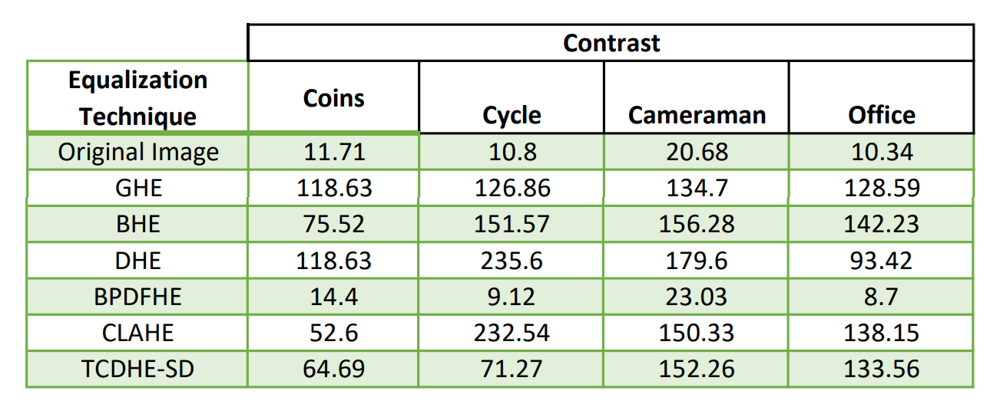 Contrast
Equalization Technique Coins Cycle Cameraman Office
Original Image 11.71 10.8 20.68 10.34
GHE 118.63 126.86 134.7 128.59
BHE 75.52 151.57 156.28 142.23
DHE 118.63 235.6 179.6 93.42
BPDFHE 14.4 9.12 23.03 8.7
CLAHE 52.6 232.54 150.33 138.15
TCDHE-SD 64.69 71.27 152.26 133.56